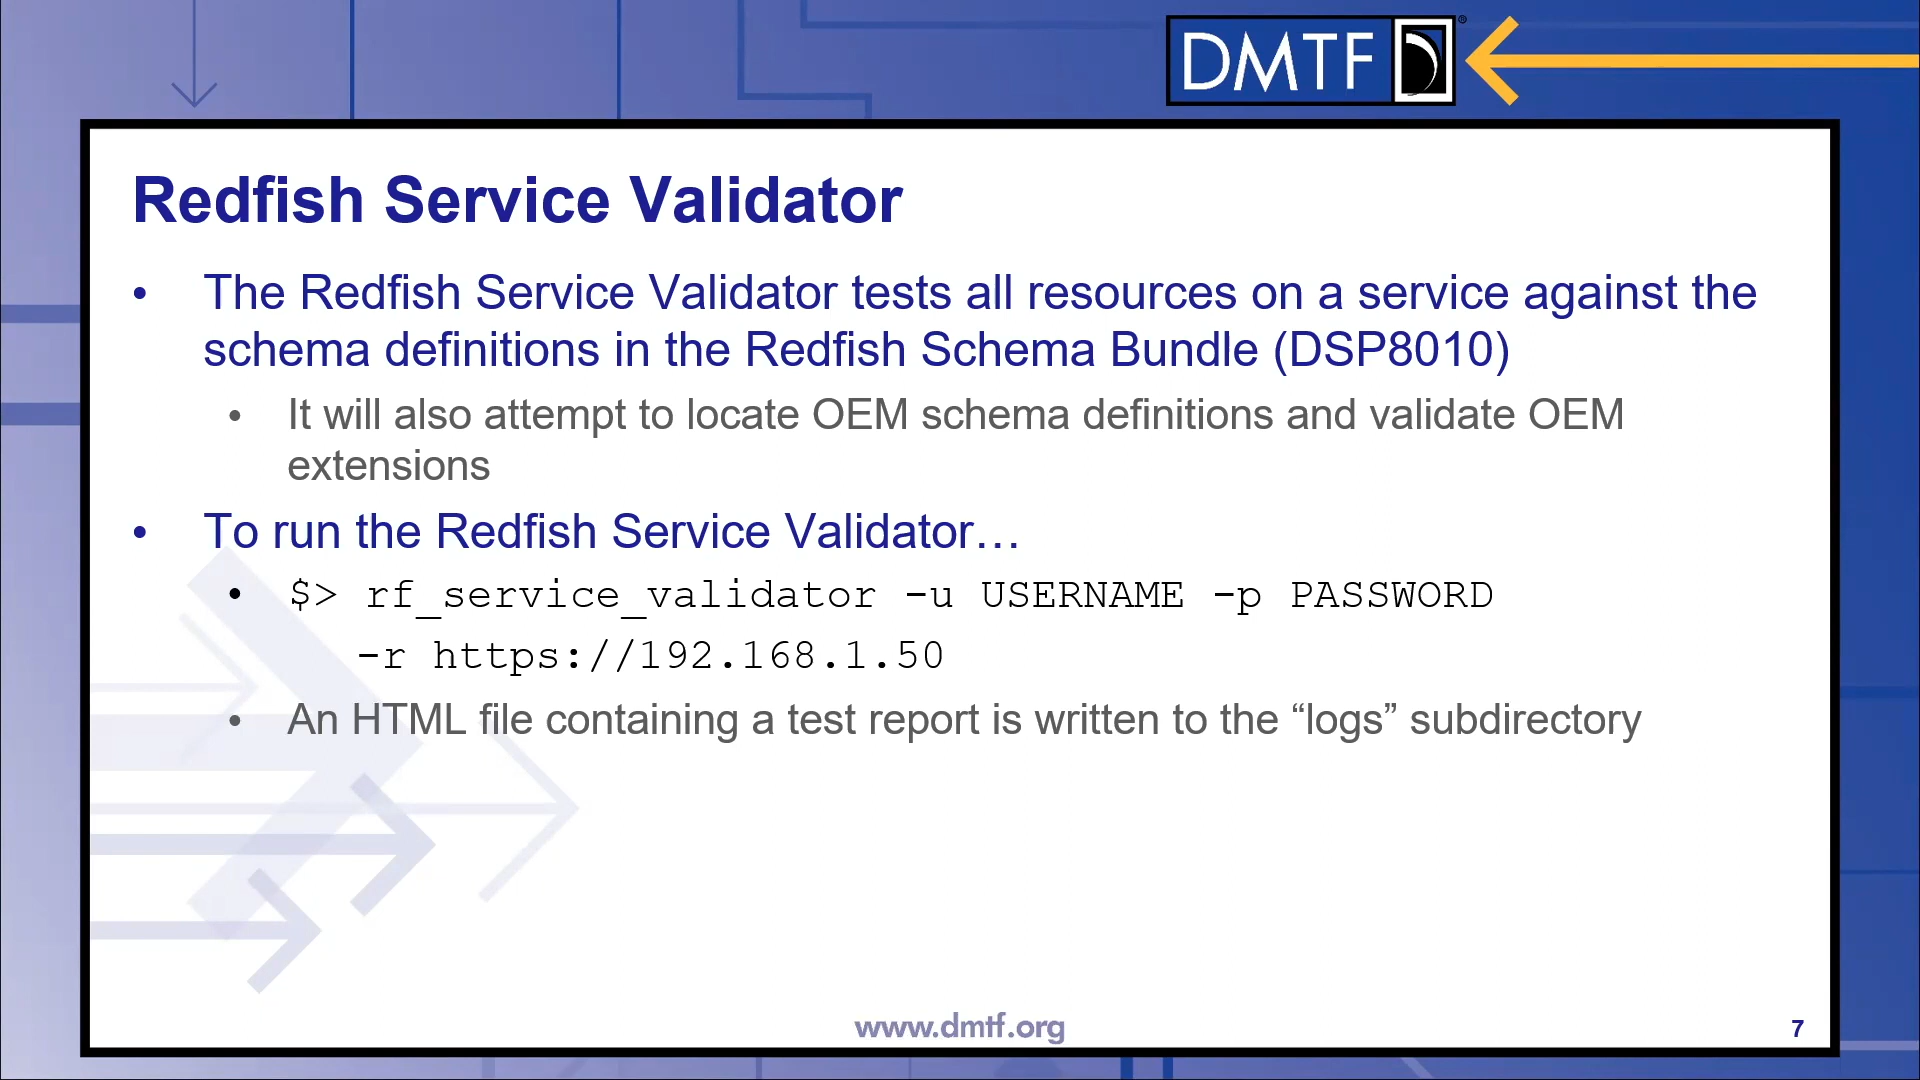 DMTF ®
Redfish Service Validator
• The Redfish Service Validator tests all resources on a service against the
schema definitions in the Redfish Schema Bundle (DSP8010)
• It will also attempt to locate OEM schema definitions and validate OEM
extensions
• To run the Redfish Service Validator…
• $> rf_service_validator -u USERNAME -p PASSWORD
-r https://192.168.1.50
• An HTML file containing a test report is written to the “logs” subdirectory
www.dmtf.org
7